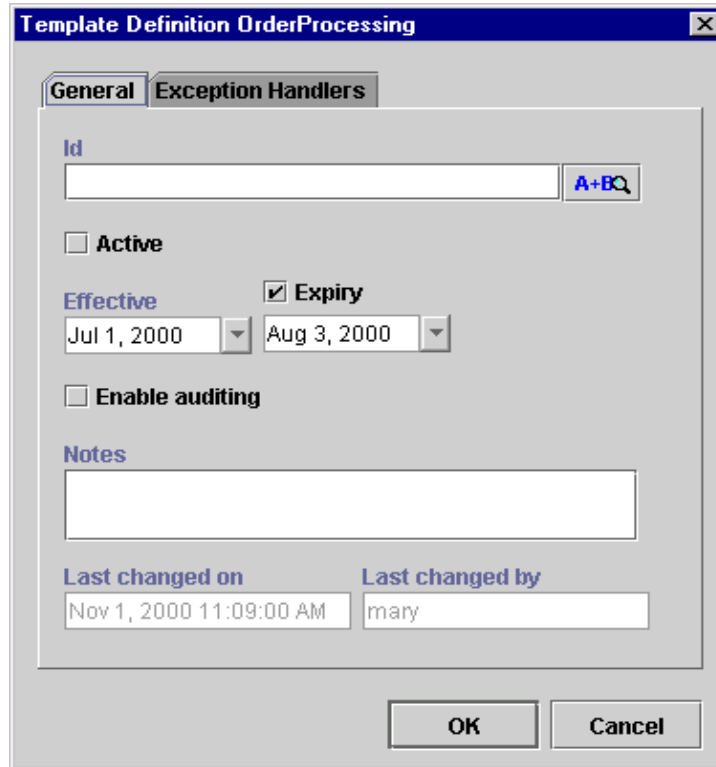 Template Definition OrderProcessing
General Exception Handlers
Id
A+B
Active
Effective Expiry
Jul 1, 2000 Aug 3, 2000
Enable auditing
Notes
Last changed on Last changed by
Nov 1, 2000 11:09:00 AM mary
OK Cancel